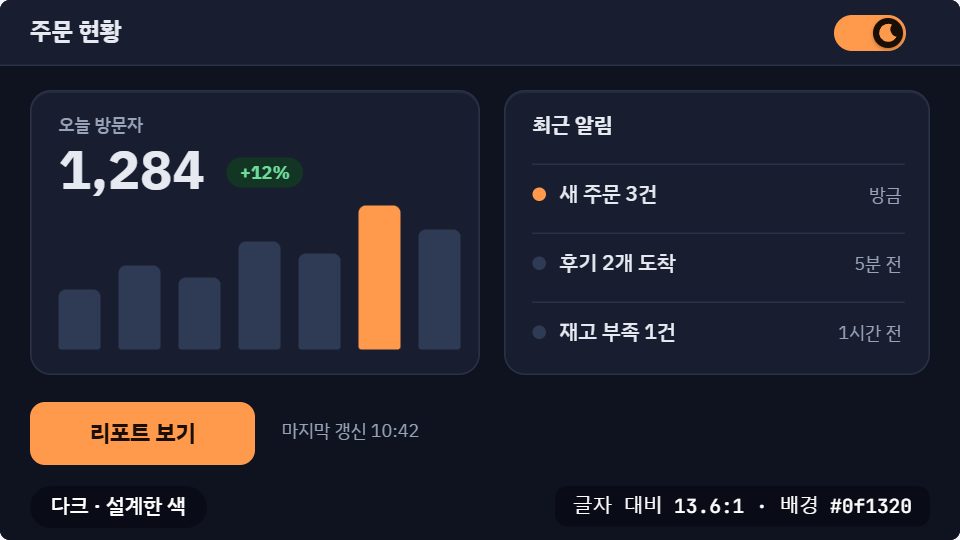 주문 현황
오늘 방문자
1,284
+12%
최근 알림
새 주문 3건
방금
후기 2개 도착
5분 전
재고 부족 1건
1시간 전
리포트 보기
마지막 갱신 10:42
다크 · 설계한 색
글자 대비 13.6:1 · 배경 #0f1320